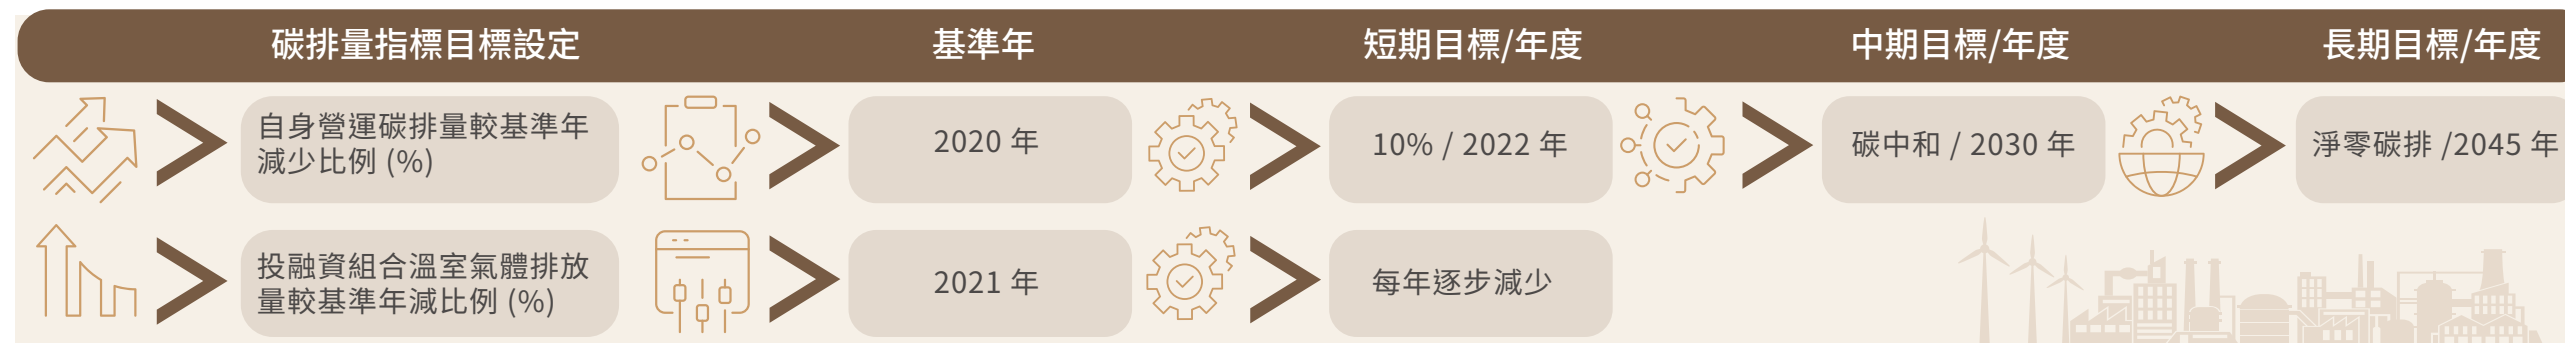 碳排量指標目標設定
基準年
短期目標/年度
中期目標/年度
長期目標/年度
自身營運碳排量較基準年
減少比例 (%)
2020 年
10% / 2022 年
碳中和 / 2030 年
淨零碳排 /2045 年
投融資組合溫室氣體排放
量較基準年減比例 (%)
2021 年
每年逐步減少